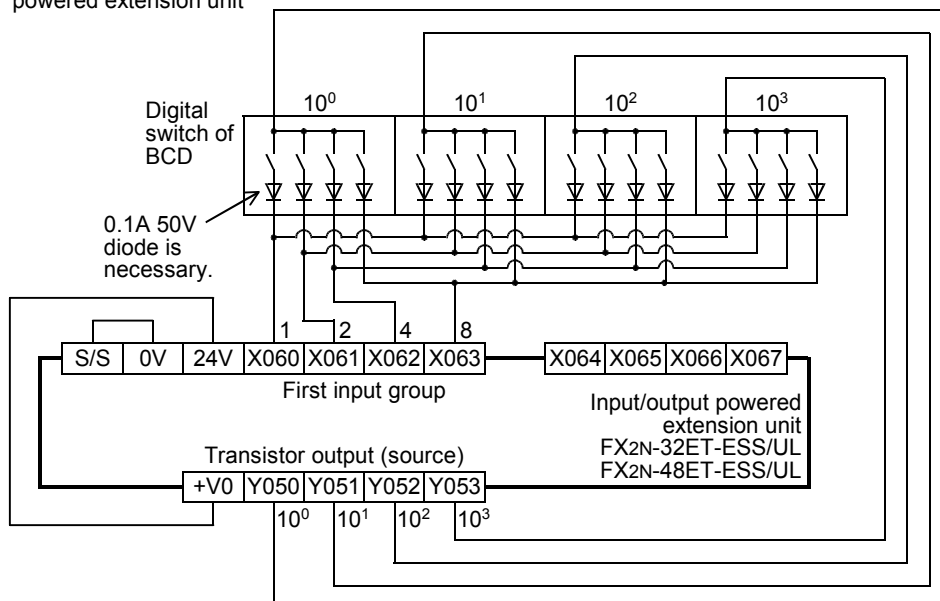 powered extension unit
10⁰ 10¹ 10² 10³
Digital
switch of
BCD
0.1A 50V
diode is
necessary.
1 2 4 8
S/S 0V 24V X060 X061 X062 X063 X064 X065 X066 X067
First input group
Input/output powered
extension unit
FX2N-32ET-ESS/UL
FX2N-48ET-ESS/UL
Transistor output (source)
+V0 Y050 Y051 Y052 Y053
10⁰ 10¹ 10² 10³